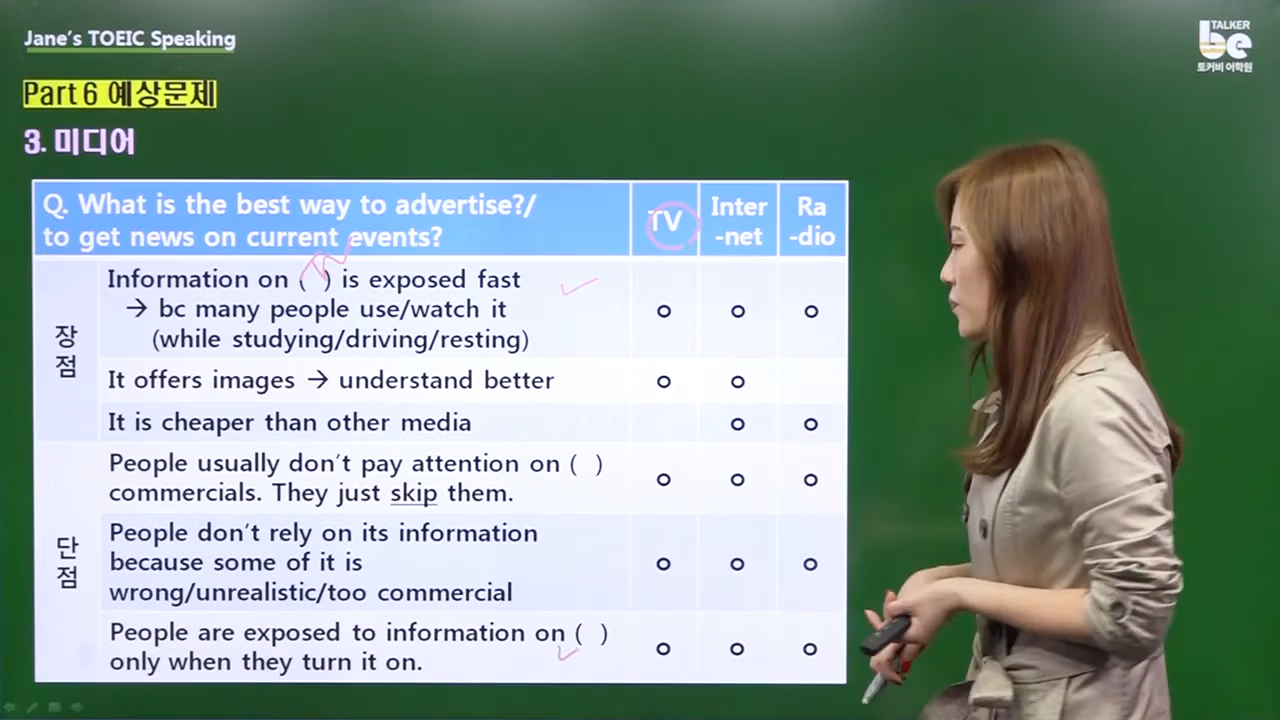 Jane's TOEIC Speaking
TALKER
be
토커비 어학원
Part 6 예상문제
3. 미디어
Q. What is the best way to advertise?/
to get news on current events?
TV
Inter
-net
Ra
-dio
장
점
Information on ( TV ) is exposed fast
→ bc many people use/watch it
(while studying/driving/resting)
o o o
It offers images → understand better
o o
It is cheaper than other media
o o
단
점
People usually don't pay attention on ( )
commercials. They just skip them.
o o o
People don't rely on its information
because some of it is
wrong/unrealistic/too commercial
o o o
People are exposed to information on ( )
only when they turn it on.
o o o